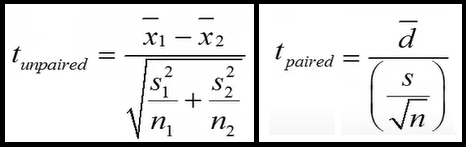 t_unpaired = (x̄1 − x̄2) / √(s₁²/n₁ + s₂²/n₂)
t_paired = d̄ / (s/√n)